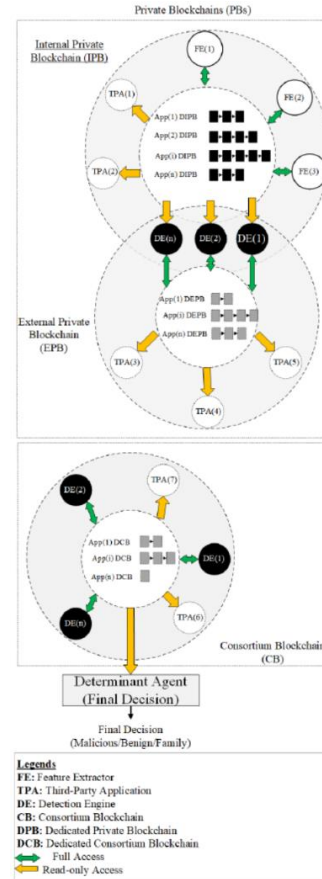 Private Blockchains (PBs)
Internal Private
Blockchain (IPB)
FE(1)
TPA(1)
FE(2)
App(1) DIPB
App(2) DIPB
App(i) DIPB
App(n) DIPB
TPA(2)
FE(3)
DE(n)
DE(2)
DE(1)
App(1) DEPB
App(i) DEPB
App(n) DEPB
External Private
Blockchain
(EPB)
TPA(3)
TPA(5)
TPA(4)
DE(2)
TPA(7)
App(1) DCB
App(i) DCB
App(n) DCB
DE(1)
DE(n)
TPA(6)
Consortium Blockchain
(CB)
Determinant Agent
(Final Decision)
Final Decision
(Malicious/Benign/Family)
Legends
FE: Feature Extractor
TPA: Third-Party Application
DE: Detection Engine
CB: Consortium Blockchain
DPB: Dedicated Private Blockchain
DCB: Dedicated Consortium Blockchain
Full Access
Read-only Access